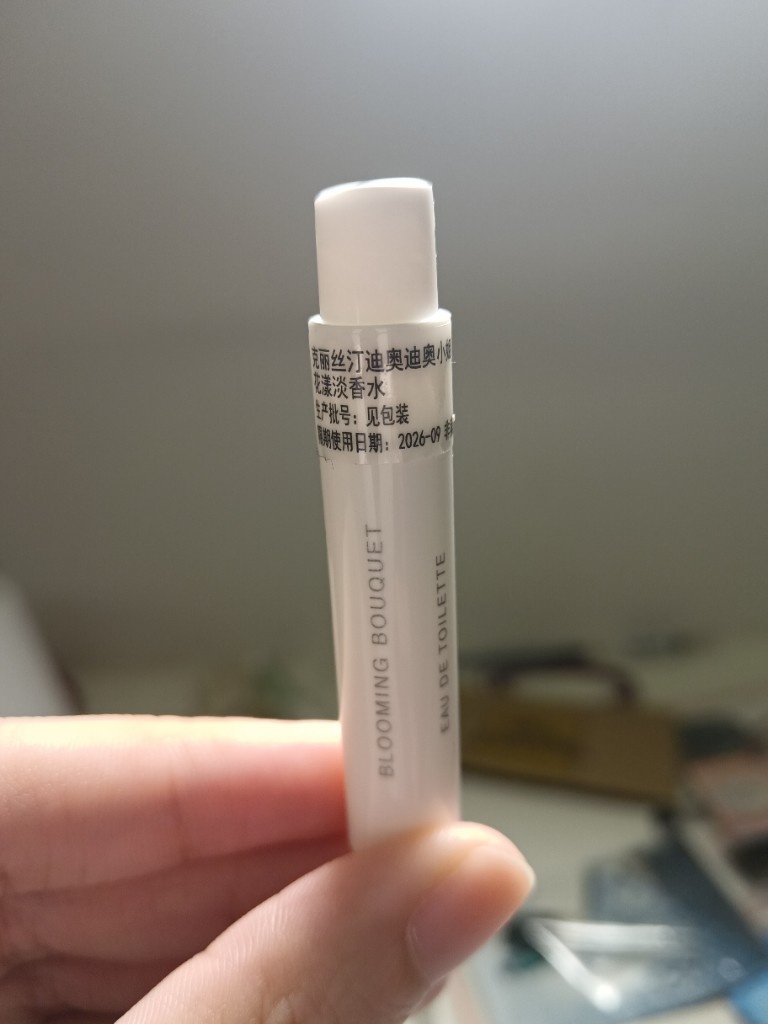 克丽丝汀迪奥迪奥小姐
花漾淡香水
生产批号：见包装
限期使用日期：2026-09 非
BLOOMING BOUQUET
EAU DE TOILETTE